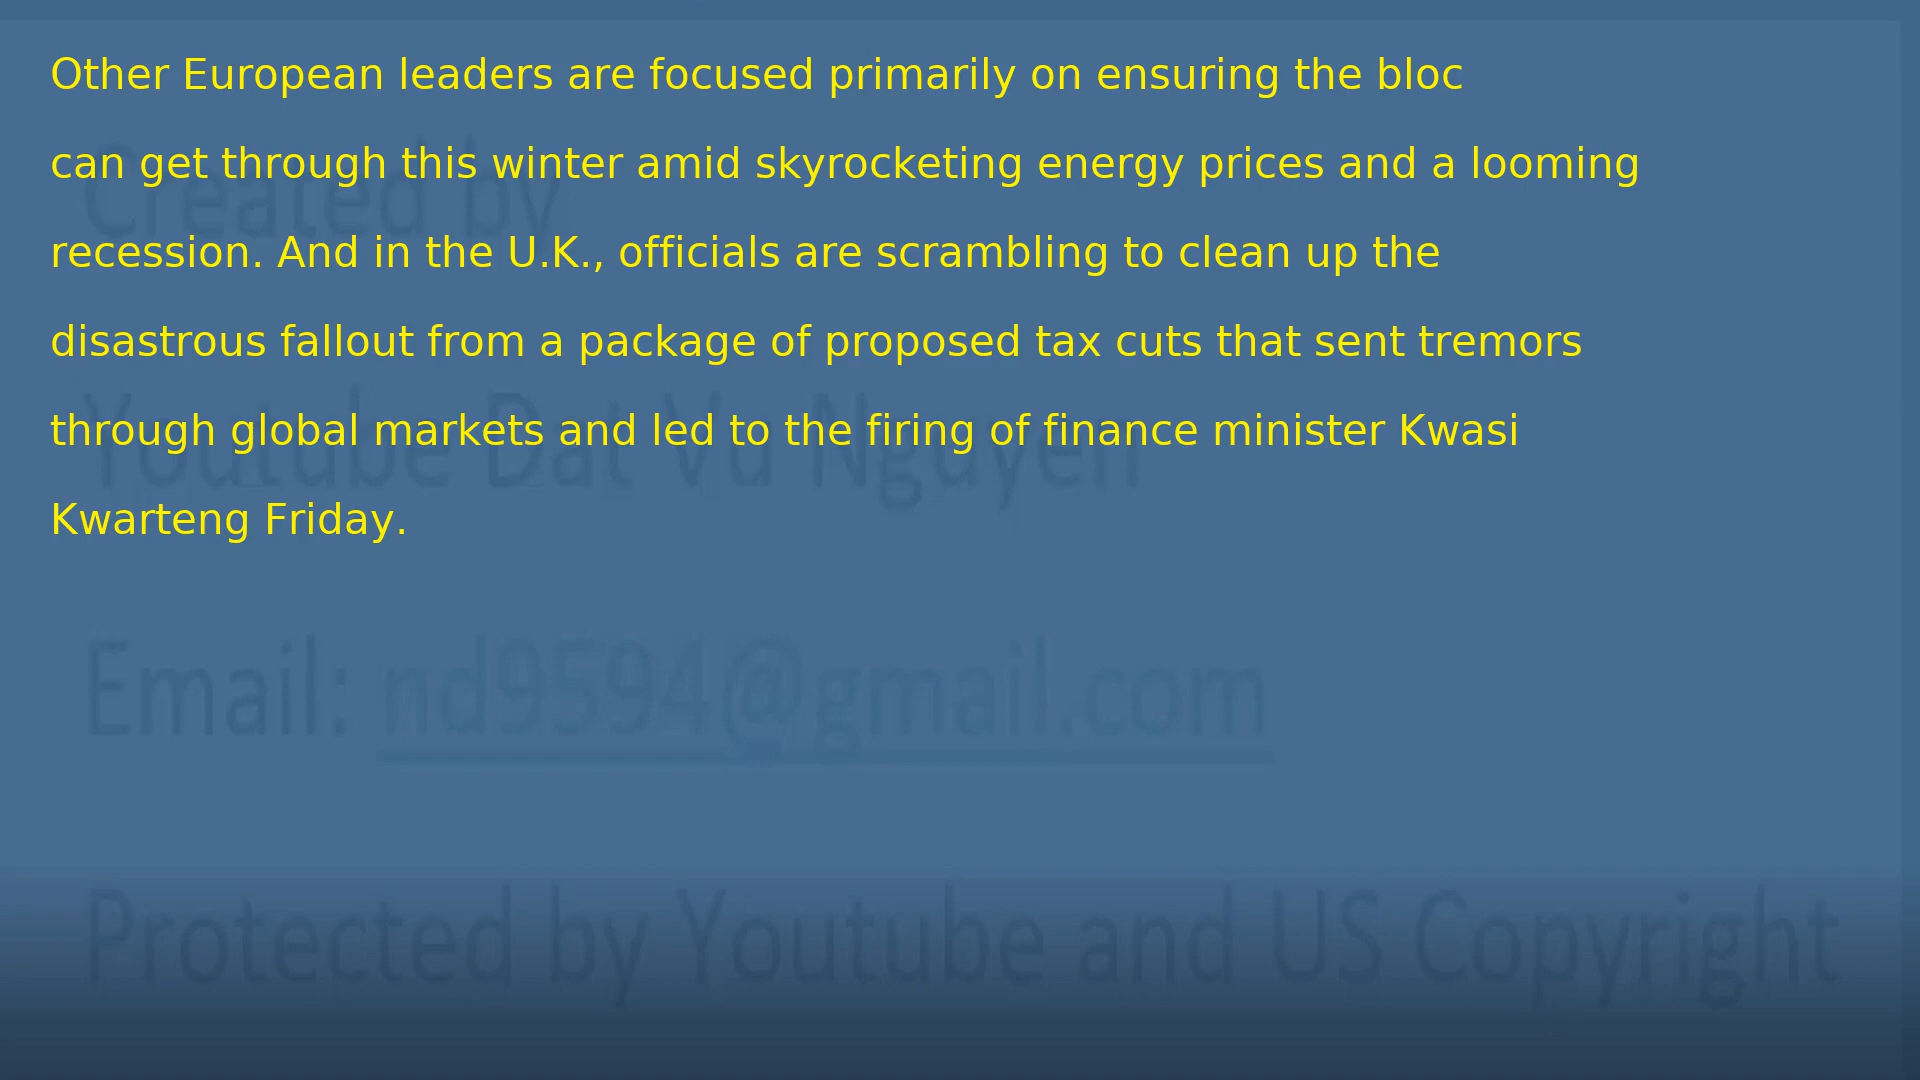 Other European leaders are focused primarily on ensuring the bloc
can get through this winter amid skyrocketing energy prices and a looming
Created by
recession. And in the U.K., officials are scrambling to clean up the
disastrous fallout from a package of proposed tax cuts that sent tremors
through global markets and led to the firing of finance minister Kwasi
Youtube Dat Vu Nguyen
Kwarteng Friday.
Email: nd9594@gmail.com
Protected by Youtube and US Copyright